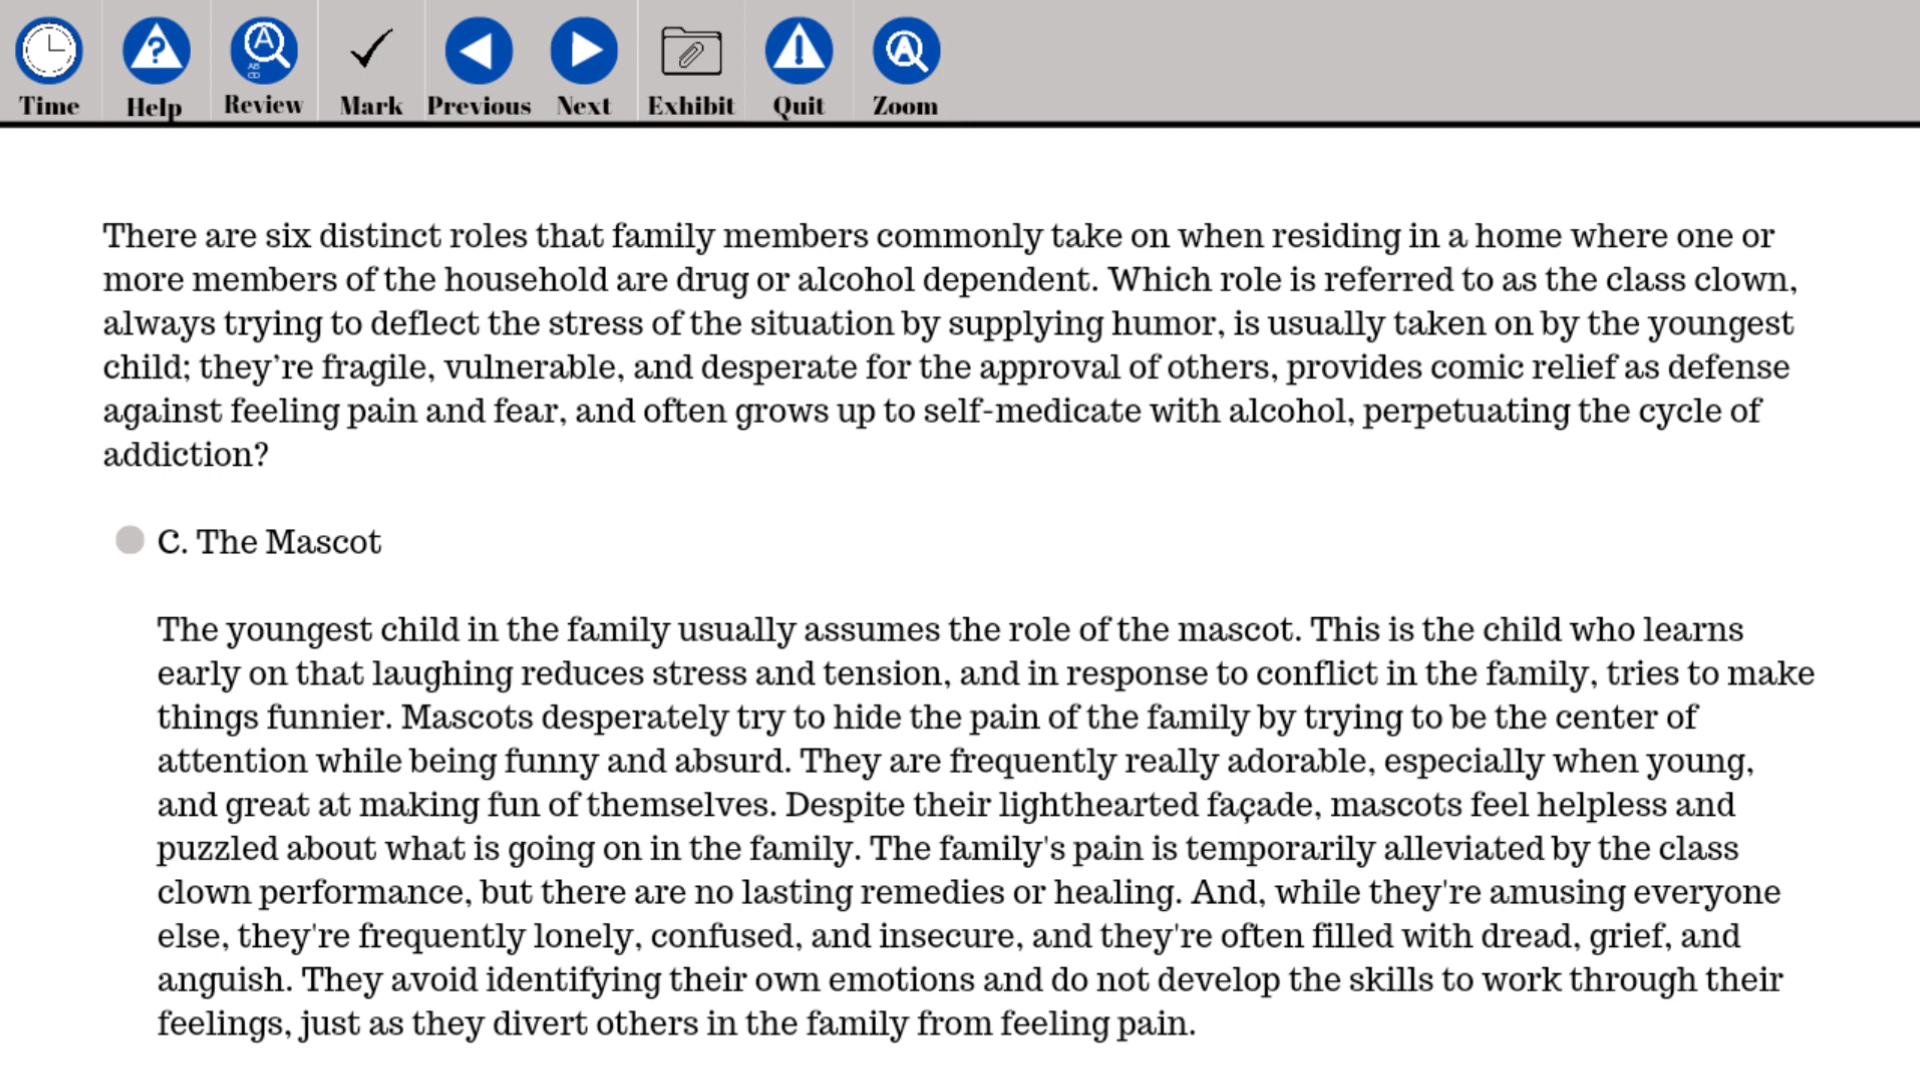 Time Help Review Mark Previous Next Exhibit Quit Zoom
There are six distinct roles that family members commonly take on when residing in a home where one or
more members of the household are drug or alcohol dependent. Which role is referred to as the class clown,
always trying to deflect the stress of the situation by supplying humor, is usually taken on by the youngest
child; they're fragile, vulnerable, and desperate for the approval of others, provides comic relief as defense
against feeling pain and fear, and often grows up to self-medicate with alcohol, perpetuating the cycle of
addiction?
C. The Mascot
The youngest child in the family usually assumes the role of the mascot. This is the child who learns
early on that laughing reduces stress and tension, and in response to conflict in the family, tries to make
things funnier. Mascots desperately try to hide the pain of the family by trying to be the center of
attention while being funny and absurd. They are frequently really adorable, especially when young,
and great at making fun of themselves. Despite their lighthearted façade, mascots feel helpless and
puzzled about what is going on in the family. The family's pain is temporarily alleviated by the class
clown performance, but there are no lasting remedies or healing. And, while they're amusing everyone
else, they're frequently lonely, confused, and insecure, and they're often filled with dread, grief, and
anguish. They avoid identifying their own emotions and do not develop the skills to work through their
feelings, just as they divert others in the family from feeling pain.